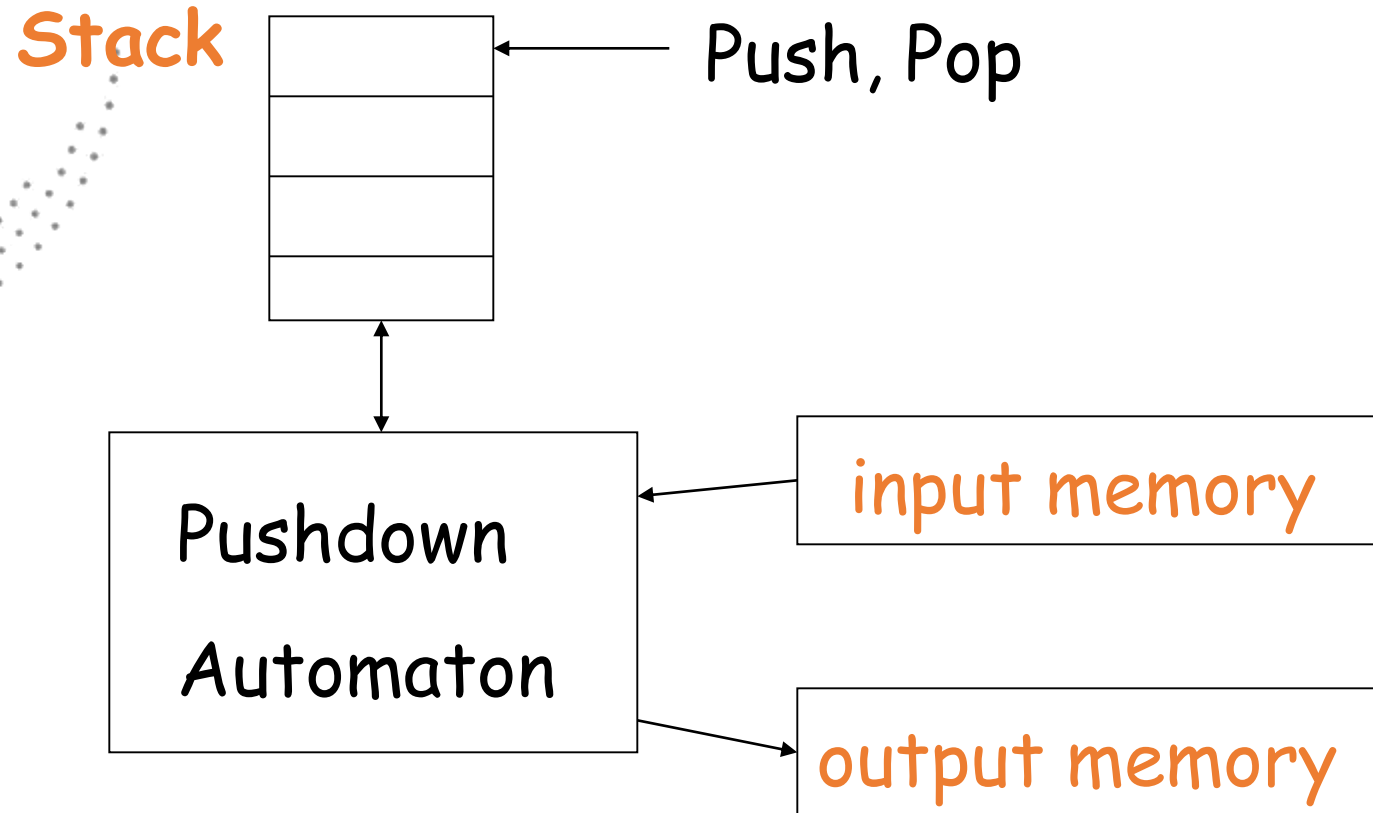 Stack
Push, Pop
input memory
Pushdown
Automaton
output memory